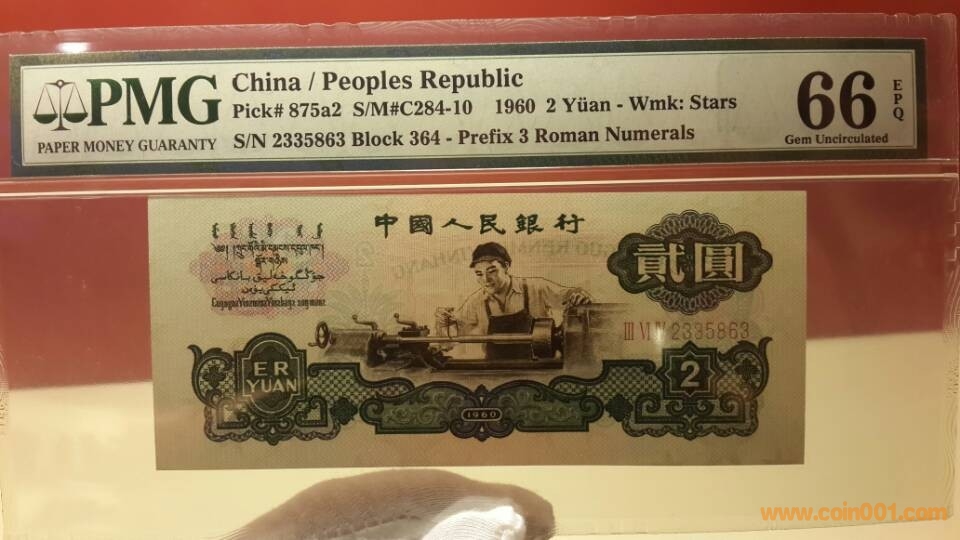 PMG
PAPER MONEY GUARANTY
China / Peoples Republic
Pick# 875a2 S/M#C284-10 1960 2 Yüan - Wmk: Stars
S/N 2335863 Block 364 - Prefix 3 Roman Numerals
66
EPQ
Gem Uncirculated
中國人民銀行
貳圓
III VI IV 2335863
ER
YUAN
2
1960
www.coin001.com